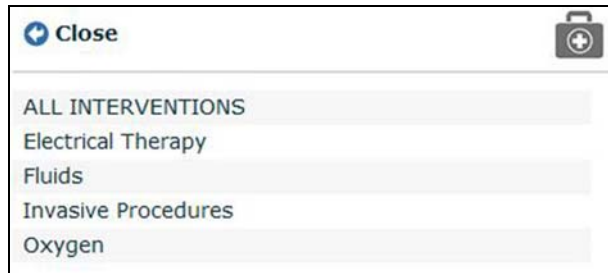 Close
ALL INTERVENTIONS
Electrical Therapy
Fluids
Invasive Procedures
Oxygen